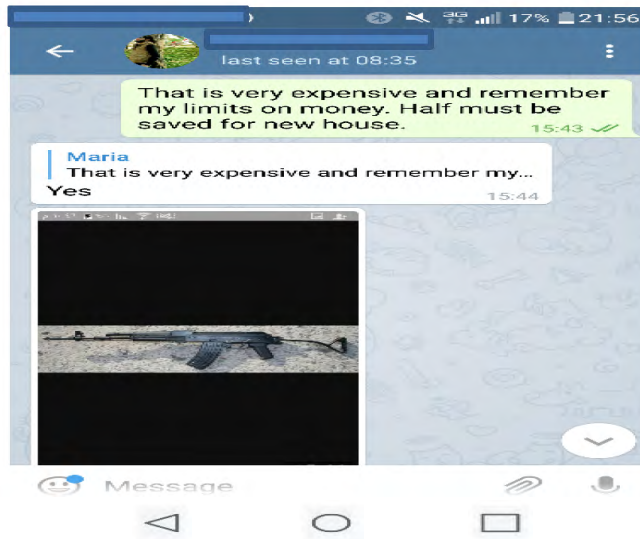 17% 21:56
last seen at 08:35
That is very expensive and remember
my limits on money. Half must be
saved for new house.
15:43
Maria
That is very expensive and remember my...
Yes
15:44
Message